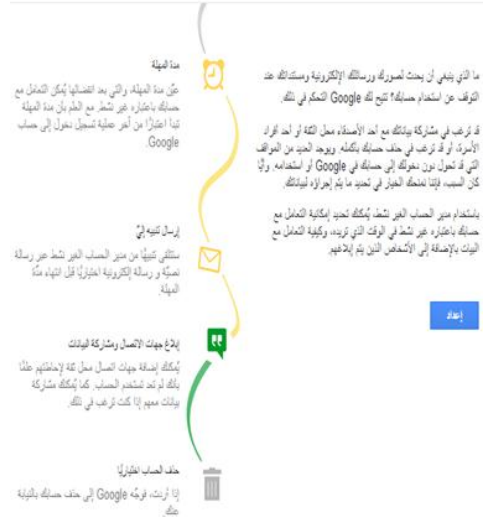 ما الذي ينبغي أن يحدث لصورك ورسائلك الإلكترونية ومستنداتك عند
التوقف عن استخدام حسابك؟ تتيح لك Google التحكم في ذلك.
قد ترغب في مشاركة بياناتك مع أحد الأصدقاء محل الثقة أو أحد أفراد
الأسرة، أو قد ترغب في حذف حسابك بأكمله. ويوجد العديد من المواقف
التي قد تحول دون دخولك إلى حسابك في Google أو استخدامه. وأيًا
كان السبب، فإننا نمنحك الخيار في تحديد ما يتم إجراؤه لبياناتك.
باستخدام مدير الحساب الغير نشط، يُمكنك تحديد إمكانية التعامل مع
حسابك باعتباره غير نشط في الوقت الذي تريده، وكيفية التعامل مع
البيات بالإضافة إلى الأشخاص الذين يتم إبلاغهم.
إعداد
مدة المهلة
عيّن مدة المهلة، والتي بعد انقضائها يُمكن التعامل مع
حسابك باعتباره غير نشط. مع العلم بأن مدة المهلة
تبدأ اعتبارًا من آخر عملية تسجيل دخول إلى حساب
Google.
إرسال تنبيه إليَّ
ستتلقى تنبيهًا من مدير الحساب الغير نشط عبر رسالة
نصيَّة و رسالة إلكترونية اختياريًا قبل انتهاء مدَّة
المهلة.
إبلاغ جهات الاتصال ومشاركة البيانات
يُمكنك إضافة جهات اتصال محل ثقة لإحاطتهم علمًا
بأنك لم تعد تستخدم الحساب. كما يُمكنك مشاركة
بيانات معهم إذا كنت ترغب في ذلك.
حذف الحساب اختياريًا
إذا أردت، فوجِّه Google إلى حذف حسابك بالنيابة
عنك.